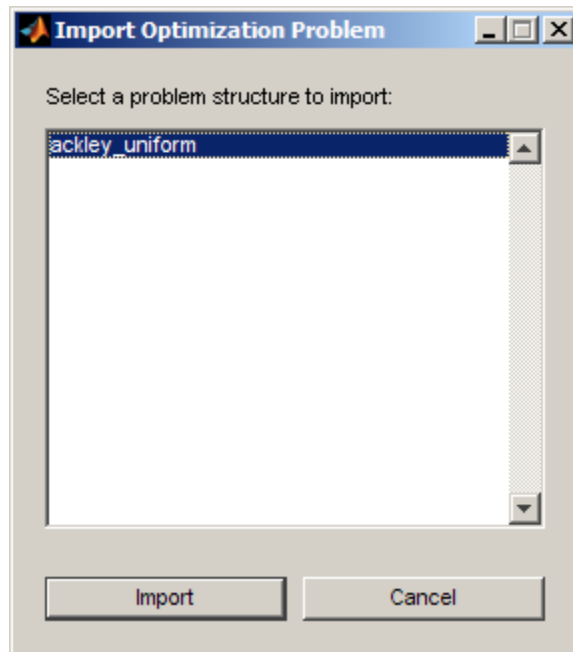 Import Optimization Problem
Select a problem structure to import:
ackley_uniform
Import
Cancel